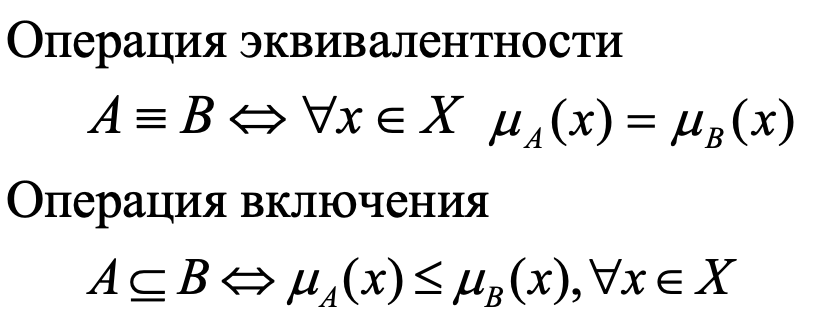 Операция эквивалентности
A ≡ B ⇔ ∀x ∈ X μ_A(x) = μ_B(x)
Операция включения
A ⊆ B ⇔ μ_A(x) ≤ μ_B(x), ∀x ∈ X